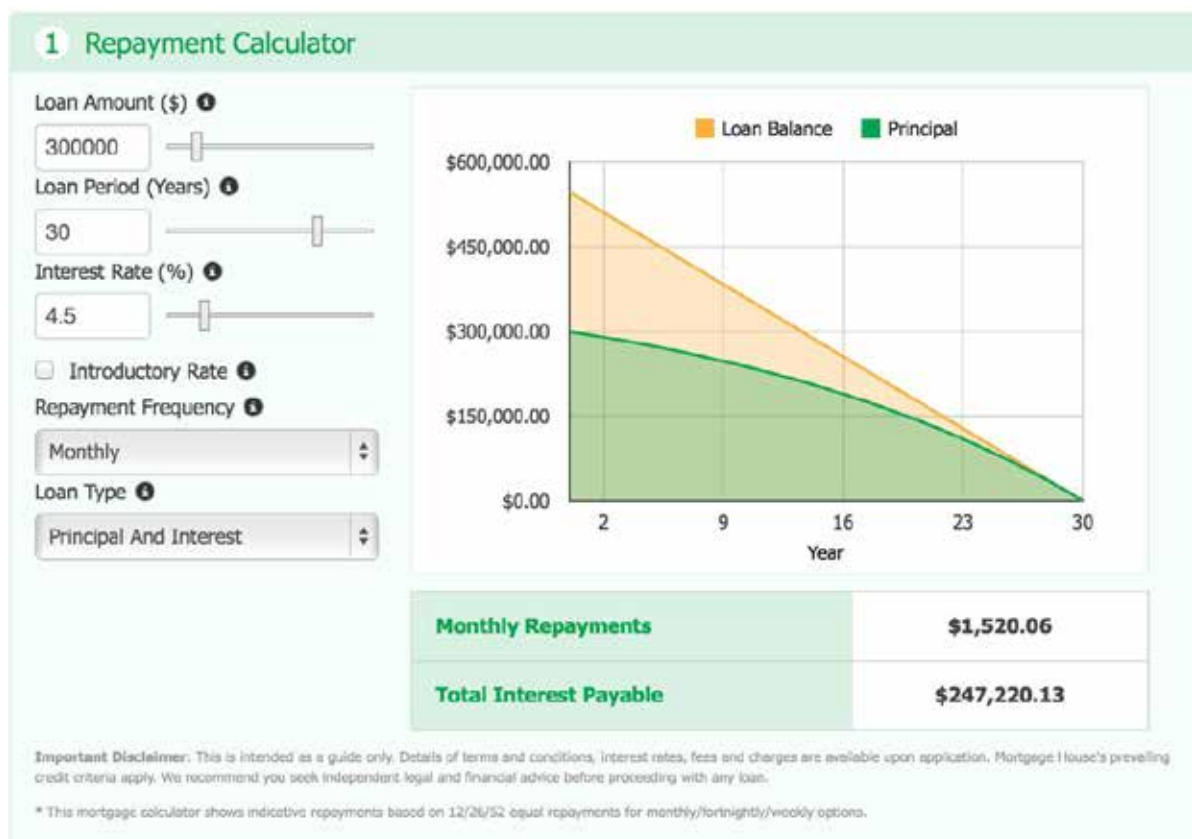 1 Repayment Calculator
Loan Amount ($)
300000
Loan Period (Years)
30
Interest Rate (%)
4.5
Introductory Rate
Repayment Frequency
Monthly
Loan Type
Principal And Interest
Loan Balance Principal
$600,000.00
$450,000.00
$300,000.00
$150,000.00
$0.00
2 9 16 23 30
Year
Monthly Repayments $1,520.06
Total Interest Payable $247,220.13
Important Disclaimer: This is intended as a guide only. Details of terms and conditions, interest rates, fees and charges are available upon application. Mortgage House's prevailing
credit criteria apply. We recommend you seek independent legal and financial advice before proceeding with any loan.
* This mortgage calculator shows indicative repayments based on 12/26/52 equal repayments for monthly/fortnightly/weekly options.